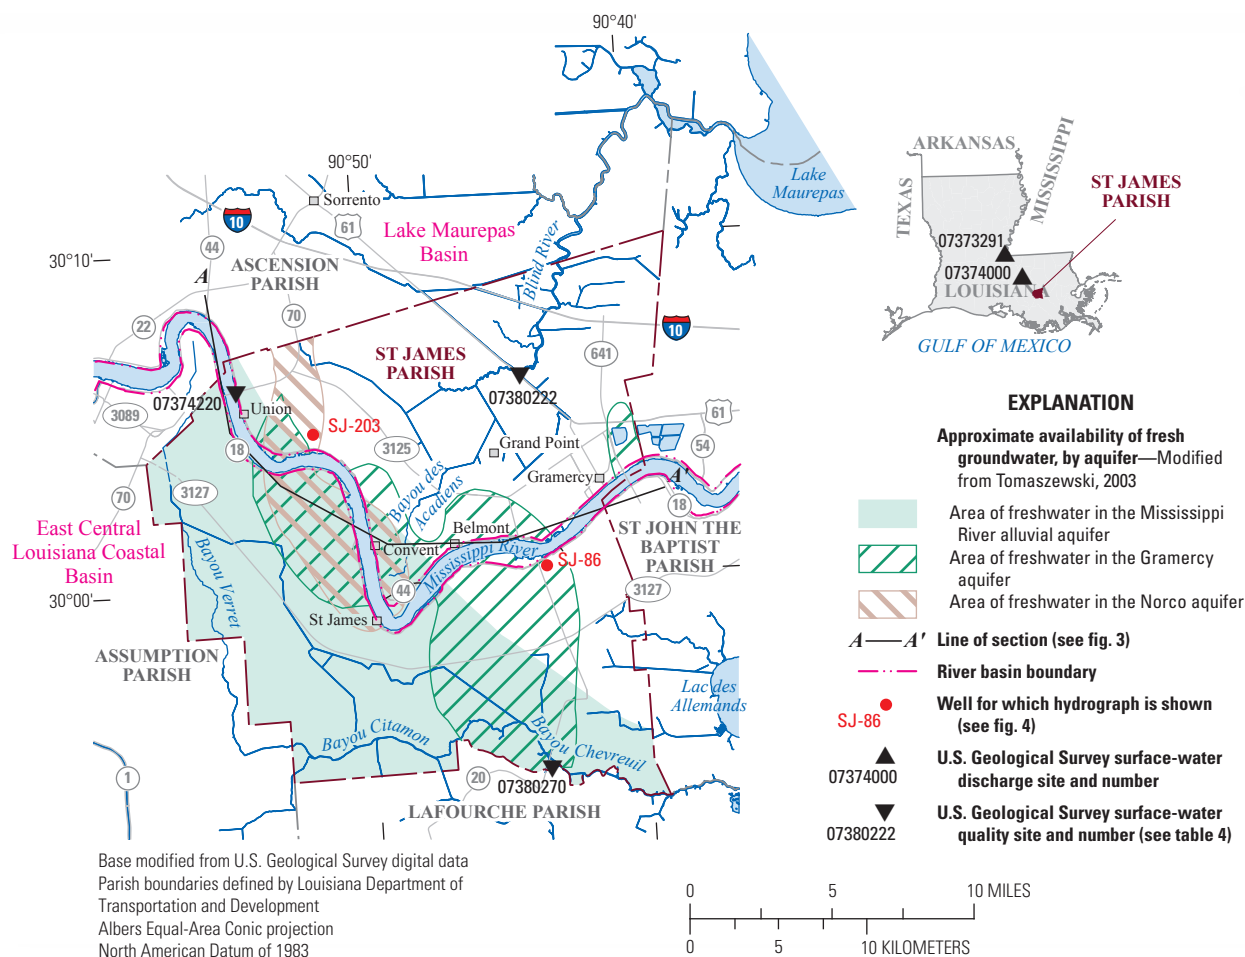 90°40'
90°50'
Sorrento
10
61
44
Lake Maurepas
Basin
Lake
Maurepas
Blind River
30°10'
A
ASCENSION
PARISH
70
22
10
641
ST JAMES
PARISH
07374220
07380222
3089
Union
SJ-203
61
18
3125
Grand Point
54
Gramercy
A'
70
3127
Bayou des
Acadiens
18
East Central
Louisiana Coastal
Basin
Belmont
ST JOHN THE
BAPTIST
PARISH
Convent
Mississippi River
SJ-86
Bayou Verret
44
3127
30°00'
St James
ASSUMPTION
PARISH
Lac des
Allemands
Bayou Citamon
Bayou Chevreuil
1
20
07380270
LAFOURCHE PARISH
Base modified from U.S. Geological Survey digital data
Parish boundaries defined by Louisiana Department of
Transportation and Development
Albers Equal-Area Conic projection
North American Datum of 1983
ARKANSAS
TEXAS
MISSISSIPPI
ST JAMES
PARISH
07373291
07374000
LOUISIANA
GULF OF MEXICO
EXPLANATION
Approximate availability of fresh
groundwater, by aquifer—Modified
from Tomaszewski, 2003
Area of freshwater in the Mississippi
River alluvial aquifer
Area of freshwater in the Gramercy
aquifer
Area of freshwater in the Norco aquifer
A—A' Line of section (see fig. 3)
River basin boundary
SJ-86 Well for which hydrograph is shown
(see fig. 4)
07374000 U.S. Geological Survey surface-water
discharge site and number
07380222 U.S. Geological Survey surface-water
quality site and number (see table 4)
0 5 10 MILES
0 5 10 KILOMETERS